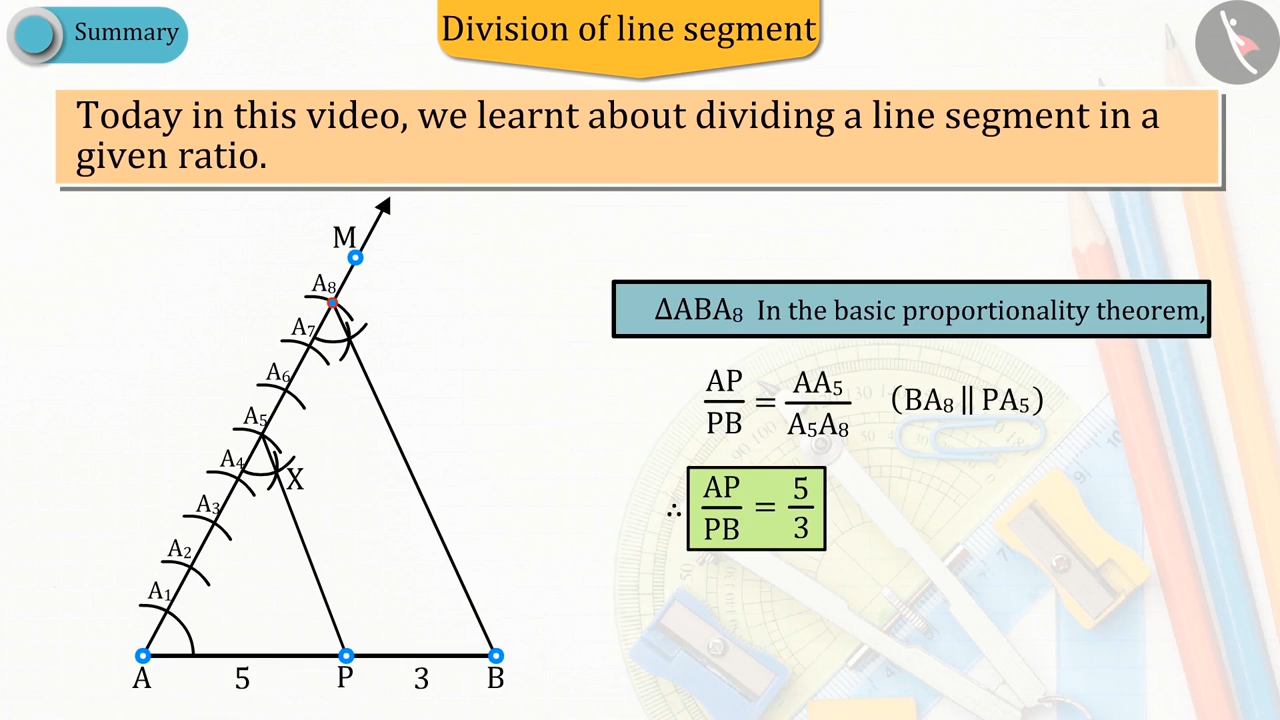 Summary
Division of line segment
Today in this video, we learnt about dividing a line segment in a
given ratio.
M
A₈
A₇
A₆
A₅
A₄
X
A₃
A₂
A₁
A 5 P 3 B
ΔABA₈ In the basic proportionality theorem,
AP/PB = AA₅/A₅A₈ (BA₈ ∥ PA₅)
∴ AP/PB = 5/3